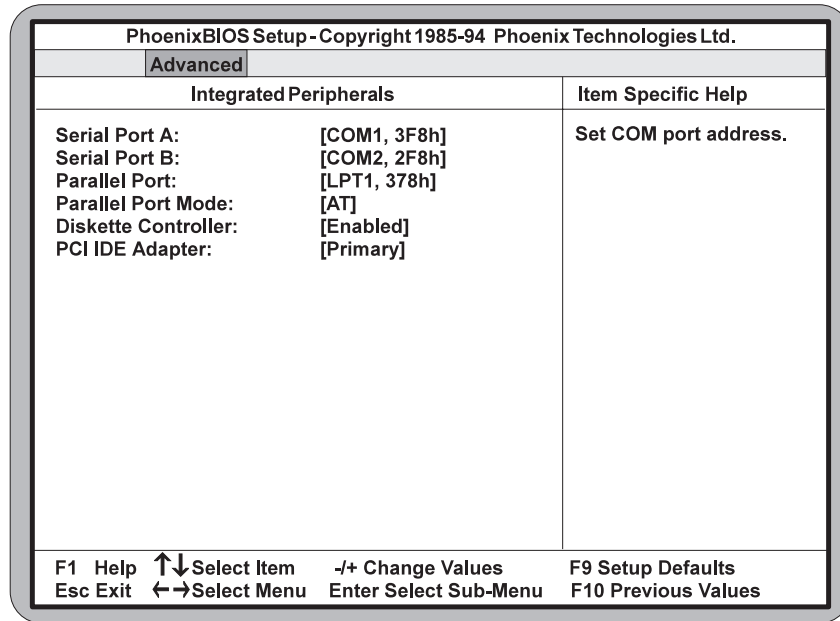 PhoenixBIOS Setup - Copyright 1985-94 Phoenix Technologies Ltd.
Advanced
Integrated Peripherals
Item Specific Help
Serial Port A: [COM1, 3F8h]
Set COM port address.
Serial Port B: [COM2, 2F8h]
Parallel Port: [LPT1, 378h]
Parallel Port Mode: [AT]
Diskette Controller: [Enabled]
PCI IDE Adapter: [Primary]
F1 Help ↑↓ Select Item -/+ Change Values F9 Setup Defaults
Esc Exit ←→ Select Menu Enter Select Sub-Menu F10 Previous Values